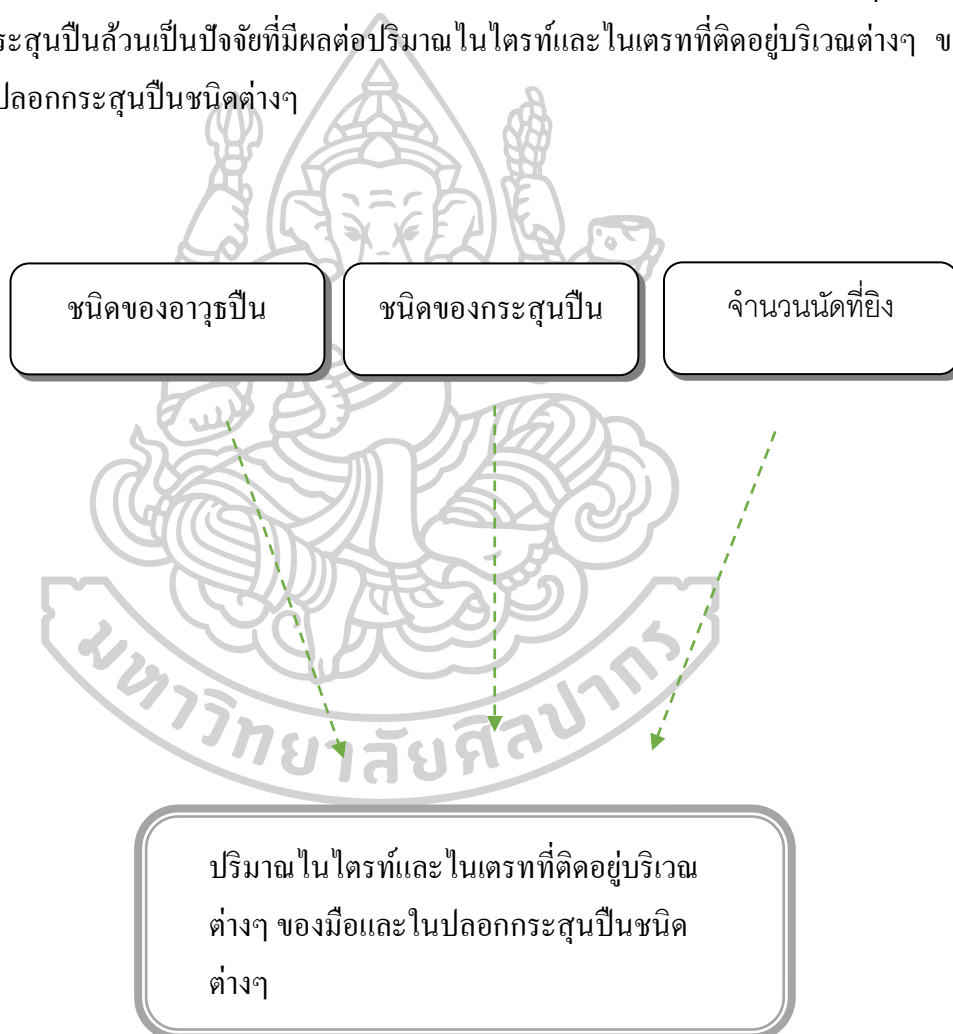 ระสุนปืนล้วนเป็นปัจจัยที่มีผลต่อปริมาณไนไตรท์และไนเตรทที่ติดอยู่บริเวณต่างๆ ข
ปลอกกระสุนปืนชนิดต่างๆ
ชนิดของอาวุธปืน
ชนิดของกระสุนปืน
จำนวนนัดที่ยิง
มหาวิทยาลัยศิลปากร
ปริมาณไนไตรท์และไนเตรทที่ติดอยู่บริเวณ
ต่างๆ ของมือและในปลอกกระสุนปืนชนิด
ต่างๆ